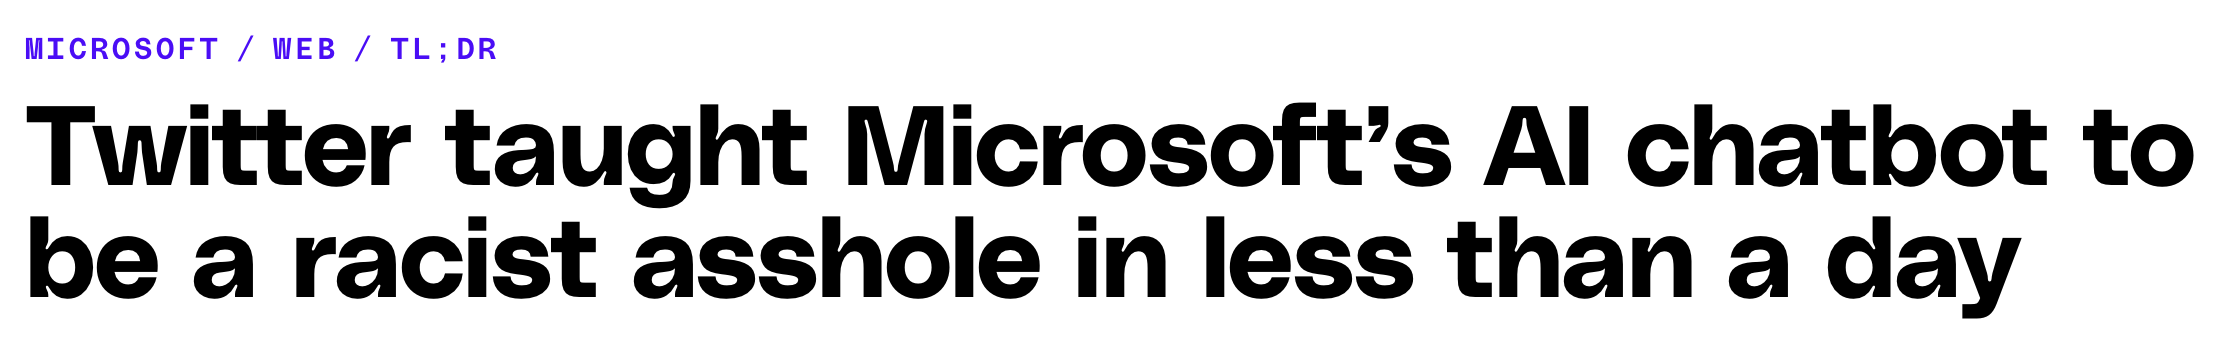 MICROSOFT / WEB / TL;DR
Twitter taught Microsoft’s AI chatbot to
be a racist asshole in less than a day